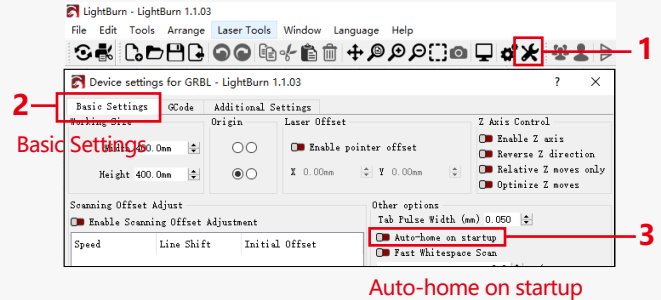 LightBurn - LightBurn 1.1.03
File Edit Tools Arrange Laser Tools Window Language Help
1
Device settings for GRBL - LightBurn 1.1.03 ? ×
2
Basic Settings GCode Additional Settings
Working Size Origin Laser Offset Z Axis Control
Basic Settings
Width 400.0mm Enable pointer offset Enable Z axis
Reverse Z direction
Height 400.0mm X 0.00mm Y 0.00mm Relative Z moves only
Optimize Z moves
Scanning Offset Adjust Other options
Enable Scanning Offset Adjustment Tab Pulse Width (mm) 0.050
Speed Line Shift Initial Offset Auto-home on startup
3
Fast Whitespace Scan
Auto-home on startup